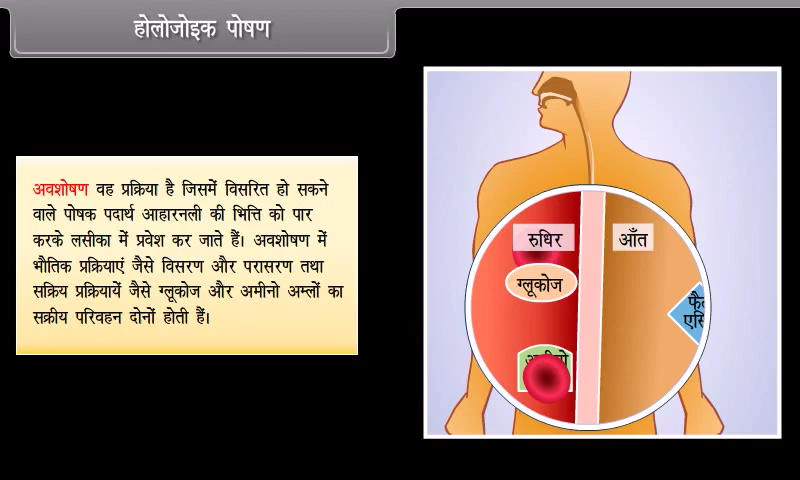 होलोजोइक पोषण
अवशोषण वह प्रक्रिया है जिसमें विसरित हो सकने
वाले पोषक पदार्थ आहारनली की भित्ति को पार
करके लसीका में प्रवेश कर जाते हैं। अवशोषण में
भौतिक प्रक्रियाएं जैसे विसरण और परासरण तथा
सक्रिय प्रक्रियायें जैसे ग्लूकोज और अमीनो अम्लों का
सक्रीय परिवहन दोनों होती हैं।
रुधिर
आँत
ग्लूकोज